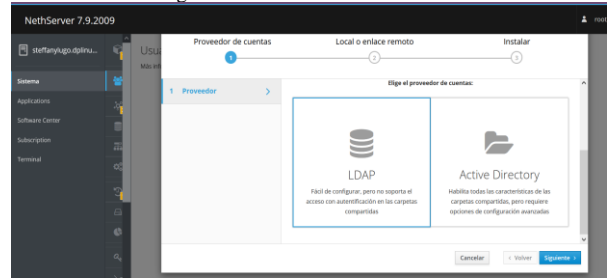 NethServer 7.9.2009
root
steffanylugo.dplinu...
Usu
Más inf
Sistema
Applications
Software Center
Subscription
Terminal
Proveedor de cuentas
Local o enlace remoto
Instalar
1
2
3
1 Proveedor
Elige el proveedor de cuentas:
LDAP
Fácil de configurar, pero no suporta el
acceso con autentificación en las carpetas
compartidas
Active Directory
Habilita todas las características de las
carpetas compartidas, pero requiere
opciones de configuración avanzadas
Cancelar
< Volver
Siguiente >